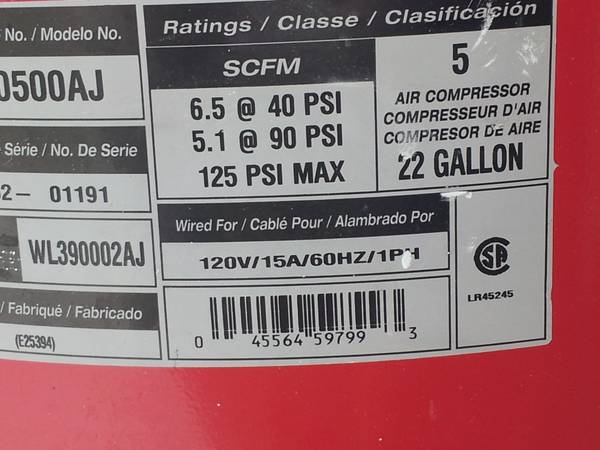 No. / Modelo No.
0500AJ
Série / No. De Serie
2- 01191
WL390002AJ
/ Fabriqué / Fabricado
(E25394)
Ratings / Classe / Clasificación
SCFM
6.5 @ 40 PSI
5.1 @ 90 PSI
125 PSI MAX
5
AIR COMPRESSOR
COMPRESSEUR D'AIR
COMPRESOR DE AIRE
22 GALLON
Wired For / Cablé Pour / Alambrado Por
120V/15A/60HZ/1PH
0 45564 59799 3
LR45245